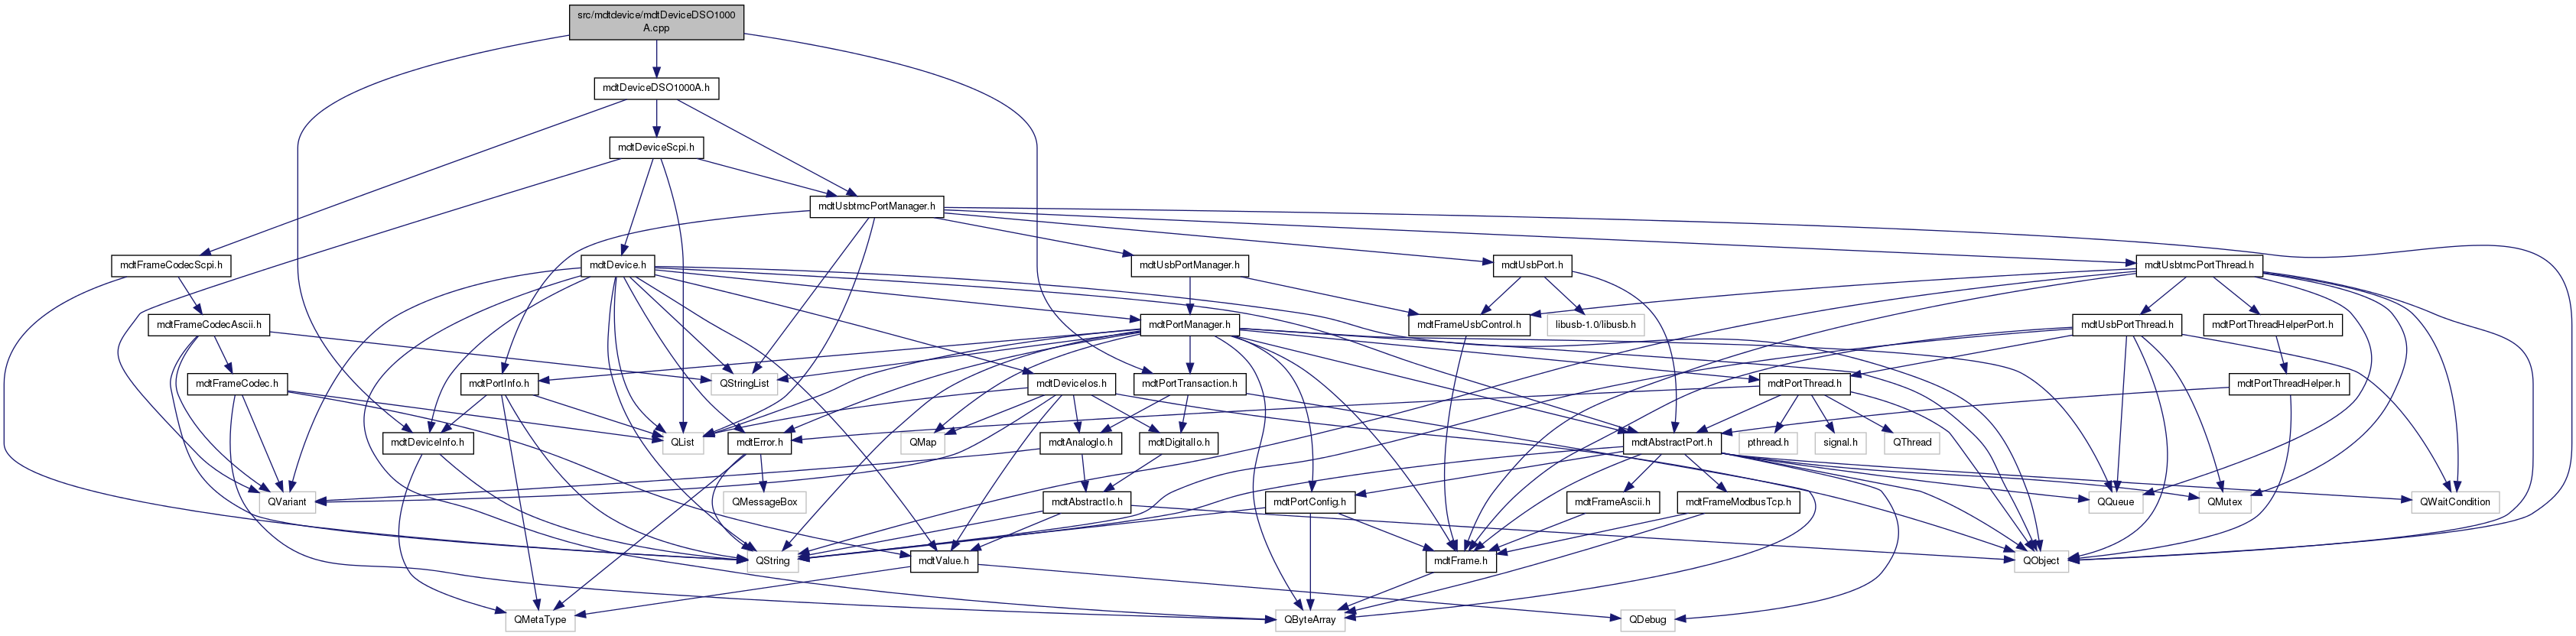 src/mdtdevice/mdtDeviceDSO1000
A.cpp
mdtDeviceDSO1000A.h
mdtDeviceScpi.h
mdtUsbtmcPortManager.h
mdtFrameCodecScpi.h
mdtDevice.h
mdtUsbPortManager.h
mdtUsbPort.h
mdtUsbtmcPortThread.h
mdtFrameCodecAscii.h
mdtPortManager.h
mdtFrameUsbControl.h
libusb-1.0/libusb.h
mdtUsbPortThread.h
mdtPortThreadHelperPort.h
mdtFrameCodec.h
mdtPortInfo.h
QStringList
mdtDeviceIos.h
mdtPortTransaction.h
mdtPortThread.h
mdtPortThreadHelper.h
mdtDeviceInfo.h
QList
mdtError.h
QMap
mdtAnalogIo.h
mdtDigitalIo.h
mdtAbstractPort.h
pthread.h
signal.h
QThread
QVariant
QMessageBox
mdtAbstractIo.h
mdtPortConfig.h
mdtFrameAscii.h
mdtFrameModbusTcp.h
QQueue
QMutex
QWaitCondition
QString
mdtValue.h
mdtFrame.h
QObject
QMetaType
QByteArray
QDebug